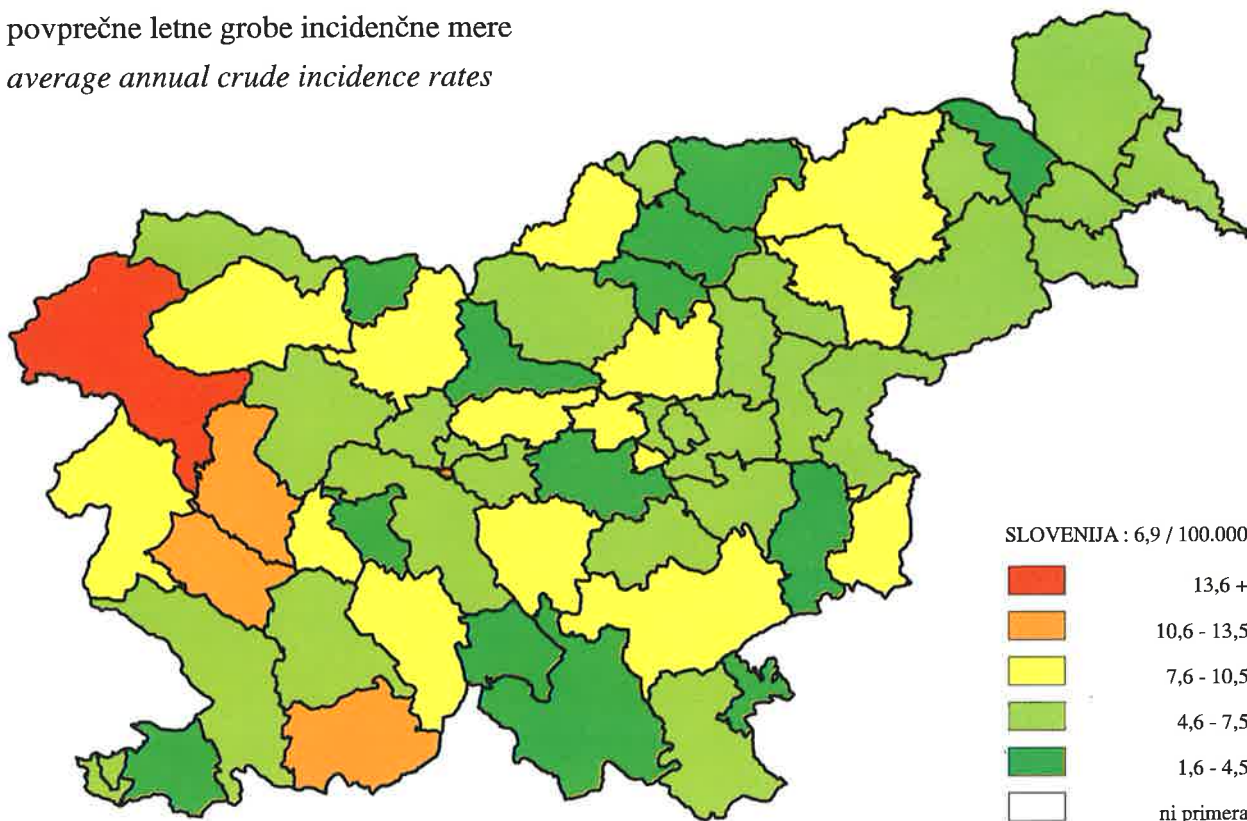 povprečne letne grobe incidenčne mere
average annual crude incidence rates
SLOVENIJA : 6,9 / 100.000
13,6 +
10,6 - 13,5
7,6 - 10,5
4,6 - 7,5
1,6 - 4,5
ni primera